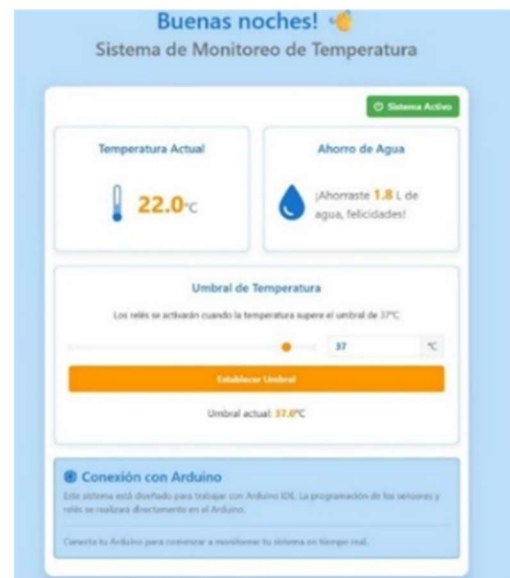 Buenas noches! 👋
Sistema de Monitoreo de Temperatura
Sistema Activo
Temperatura Actual
22.0°C
Ahorro de Agua
¡Ahorraste 1.8 L de
agua, felicidades!
Umbral de Temperatura
Los relés se activarán cuando la temperatura supere el umbral de 37°C
37 °C
Establecer Umbral
Umbral actual: 37.0°C
Conexión con Arduino
Este sistema está diseñado para trabajar con Arduino IDE. La programación de los sensores y
relés se realizará directamente en el Arduino.
Conecta tu Arduino para comenzar a monitorear tu sistema en tiempo real.